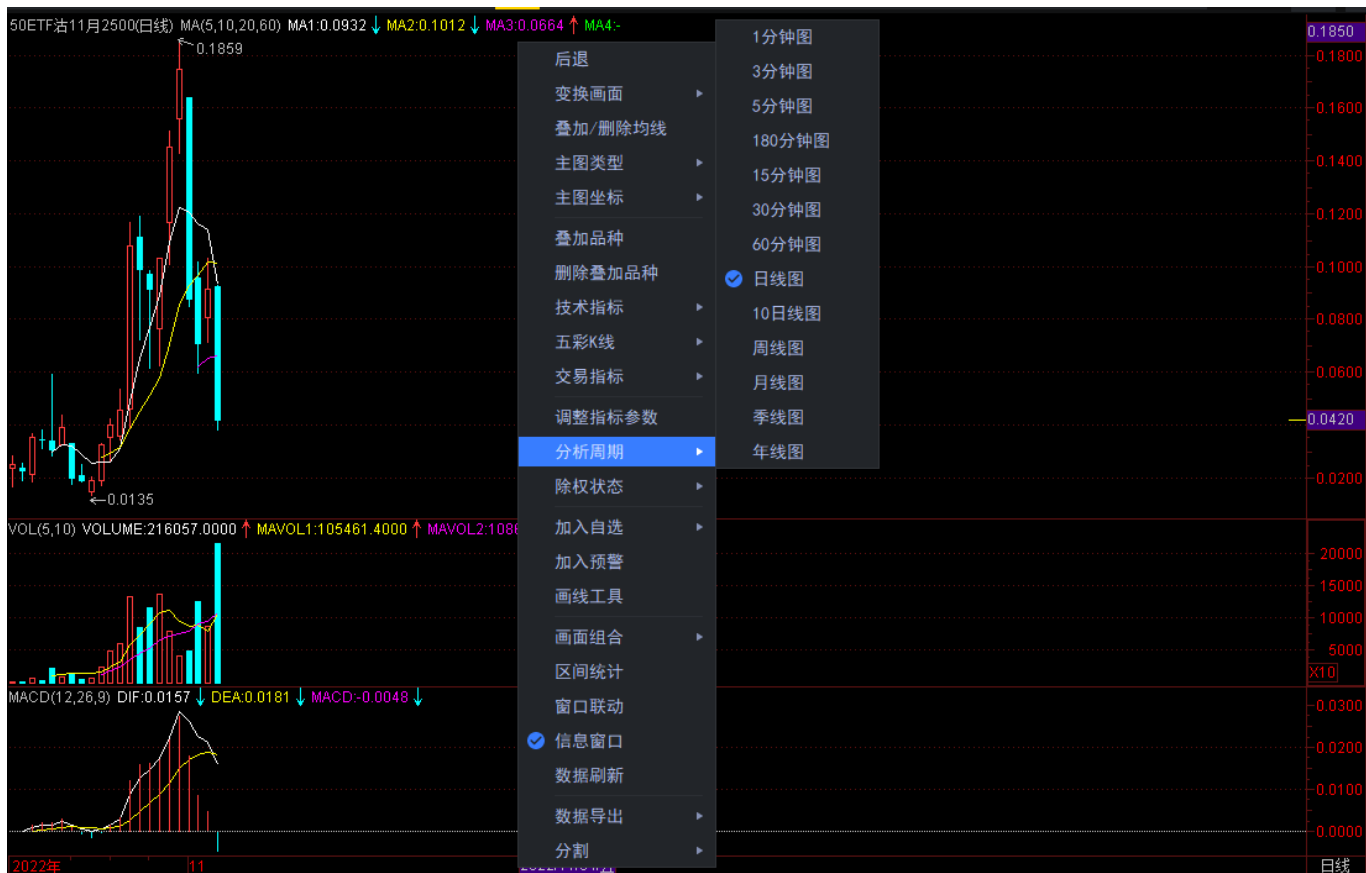 50ETF沽11月2500(日线) MA(5,10,20,60) MA1:0.0932 ↓ MA2:0.1012 ↓ MA3:0.0664 ↑ MA4:-
0.1859
0.0135
后退
变换画面
叠加/删除均线
主图类型
主图坐标
叠加品种
删除叠加品种
技术指标
五彩K线
交易指标
调整指标参数
分析周期
除权状态
加入自选
加入预警
画线工具
画面组合
区间统计
窗口联动
信息窗口
数据刷新
数据导出
分割
1分钟图
3分钟图
5分钟图
180分钟图
15分钟图
30分钟图
60分钟图
日线图
10日线图
周线图
月线图
季线图
年线图
0.1850
0.1800
0.1600
0.1400
0.1200
0.1000
0.0800
0.0600
0.0420
0.0200
VOL(5,10) VOLUME:216057.0000 ↑ MAVOL1:105461.4000 ↑ MAVOL2:108
20000
15000
10000
5000
X10
MACD(12,26,9) DIF:0.0157 ↓ DEA:0.0181 ↓ MACD:-0.0048 ↓
0.0300
0.0200
0.0100
0.0000
2022年
11
日线